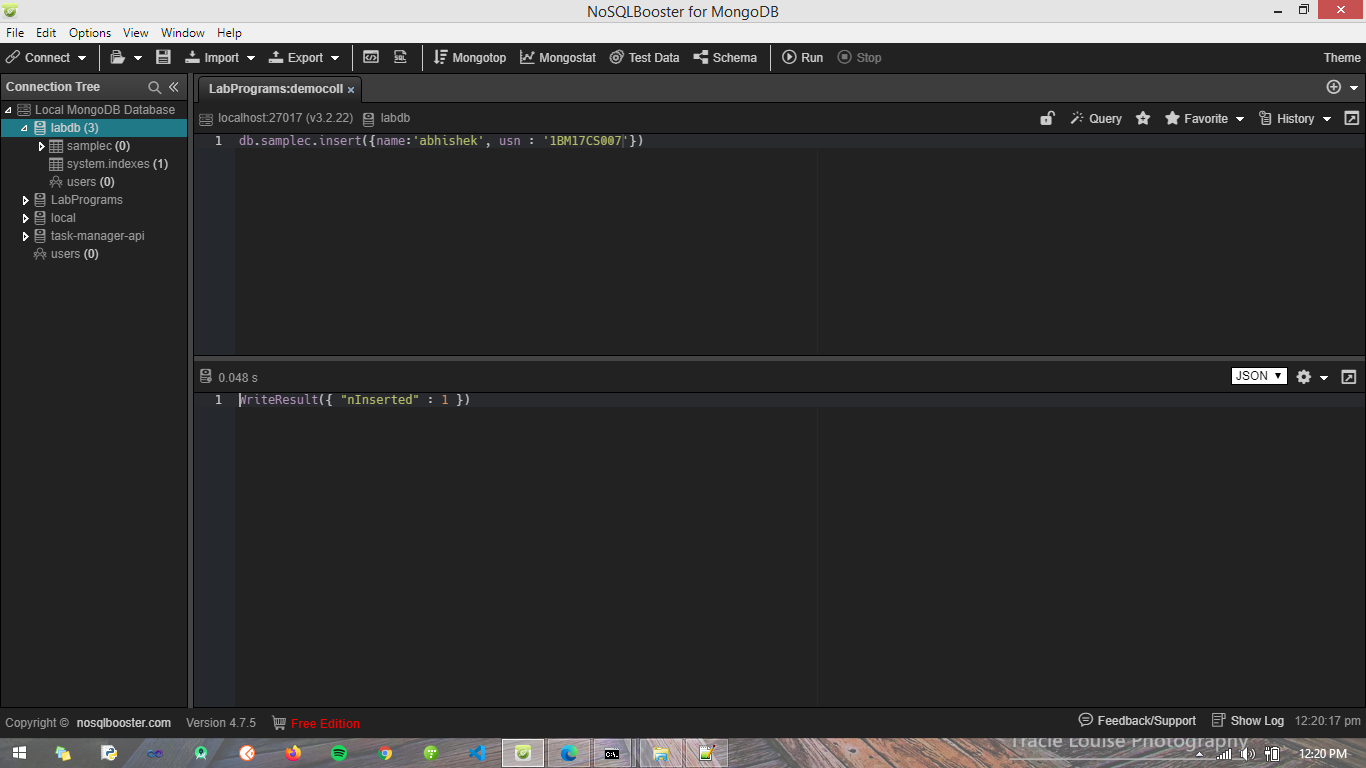 NoSQLBooster for MongoDB
File Edit Options View Window Help
Connect Import Export Mongotop Mongostat Test Data Schema Run Stop Theme
Connection Tree
LabPrograms:democoll ×
Local MongoDB Database
localhost:27017 (v3.2.22) labdb
Query Favorite History
labdb (3)
samplec (0)
system.indexes (1)
users (0)
LabPrograms
local
task-manager-api
users (0)
1 db.samplec.insert({name:'abhishek', usn : '1BM17CS007'})
0.048 s
JSON
1 WriteResult({ "nInserted" : 1 })
Copyright © nosqlbooster.com Version 4.7.5 Free Edition
Feedback/Support Show Log 12:20:17 pm
Tracie Louise Photography
12:20 PM